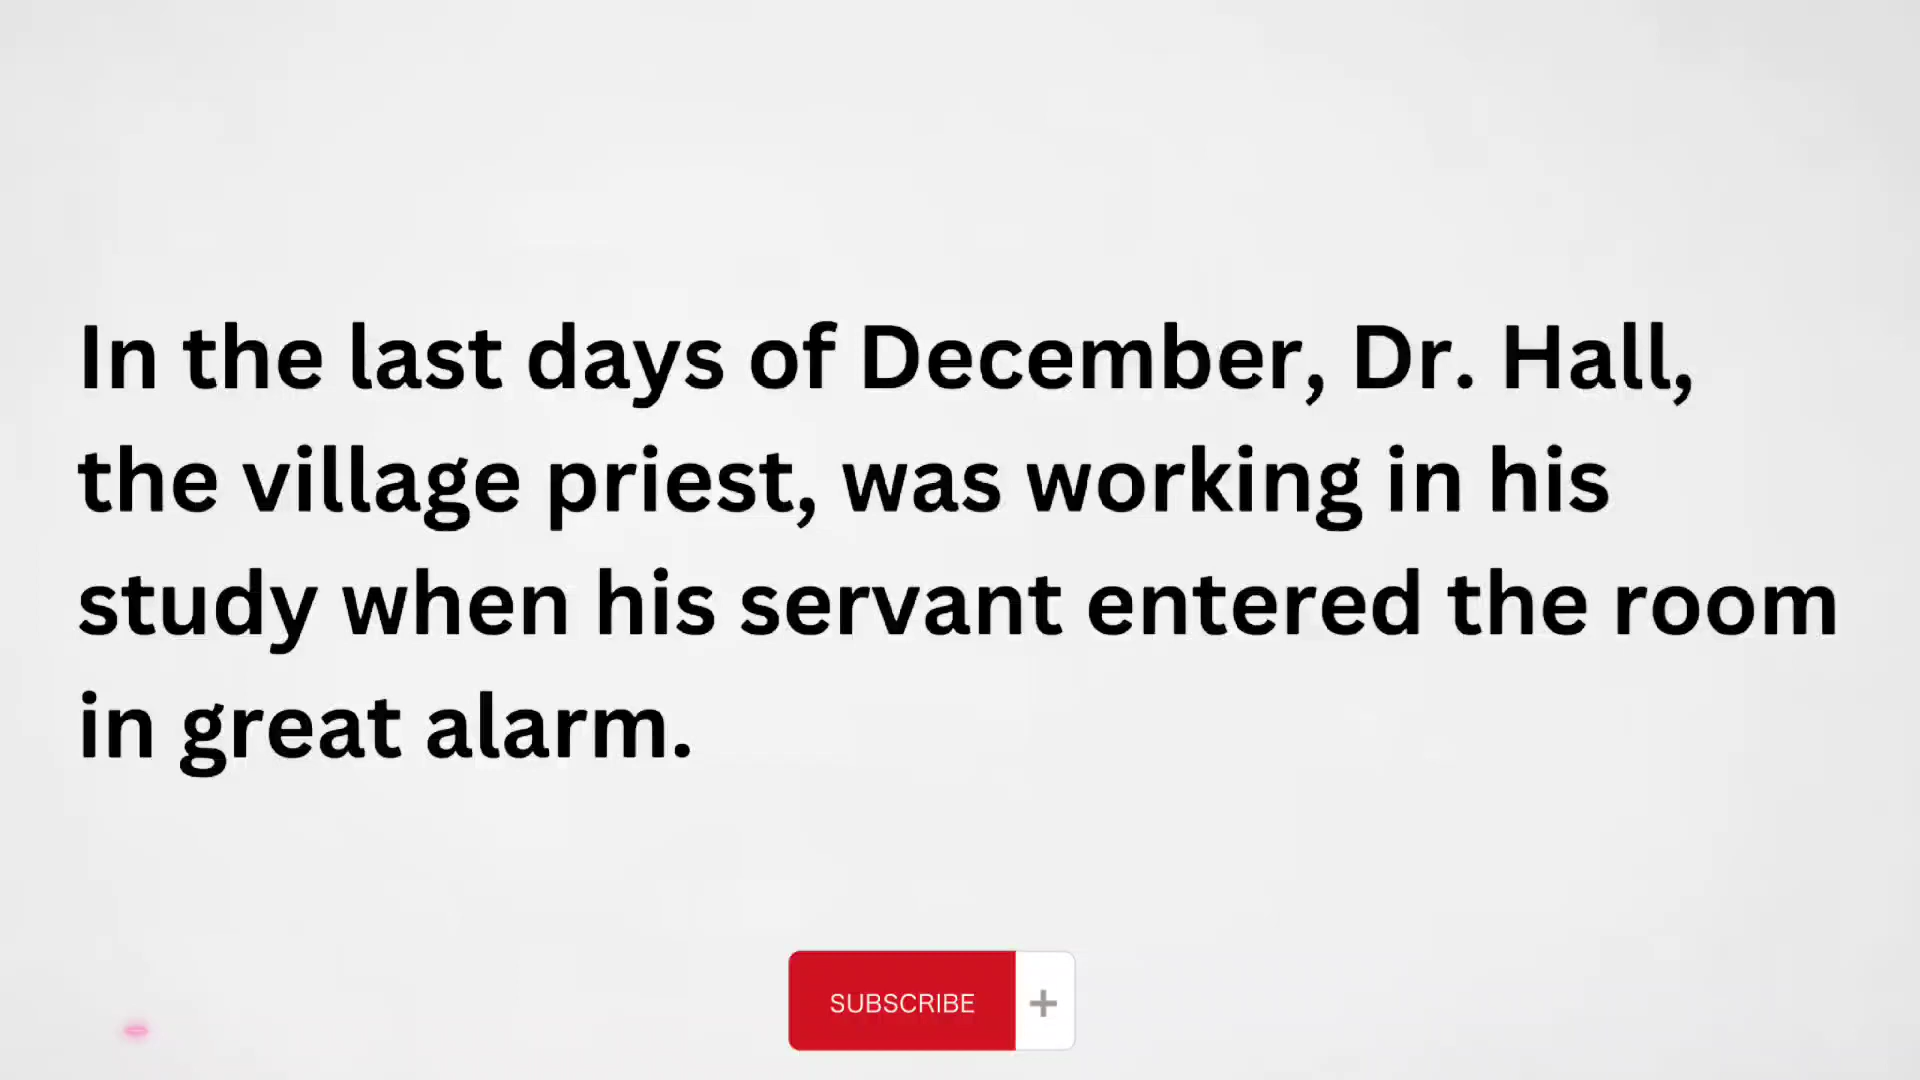 In the last days of December, Dr. Hall,
the village priest, was working in his
study when his servant entered the room
in great alarm.
SUBSCRIBE +